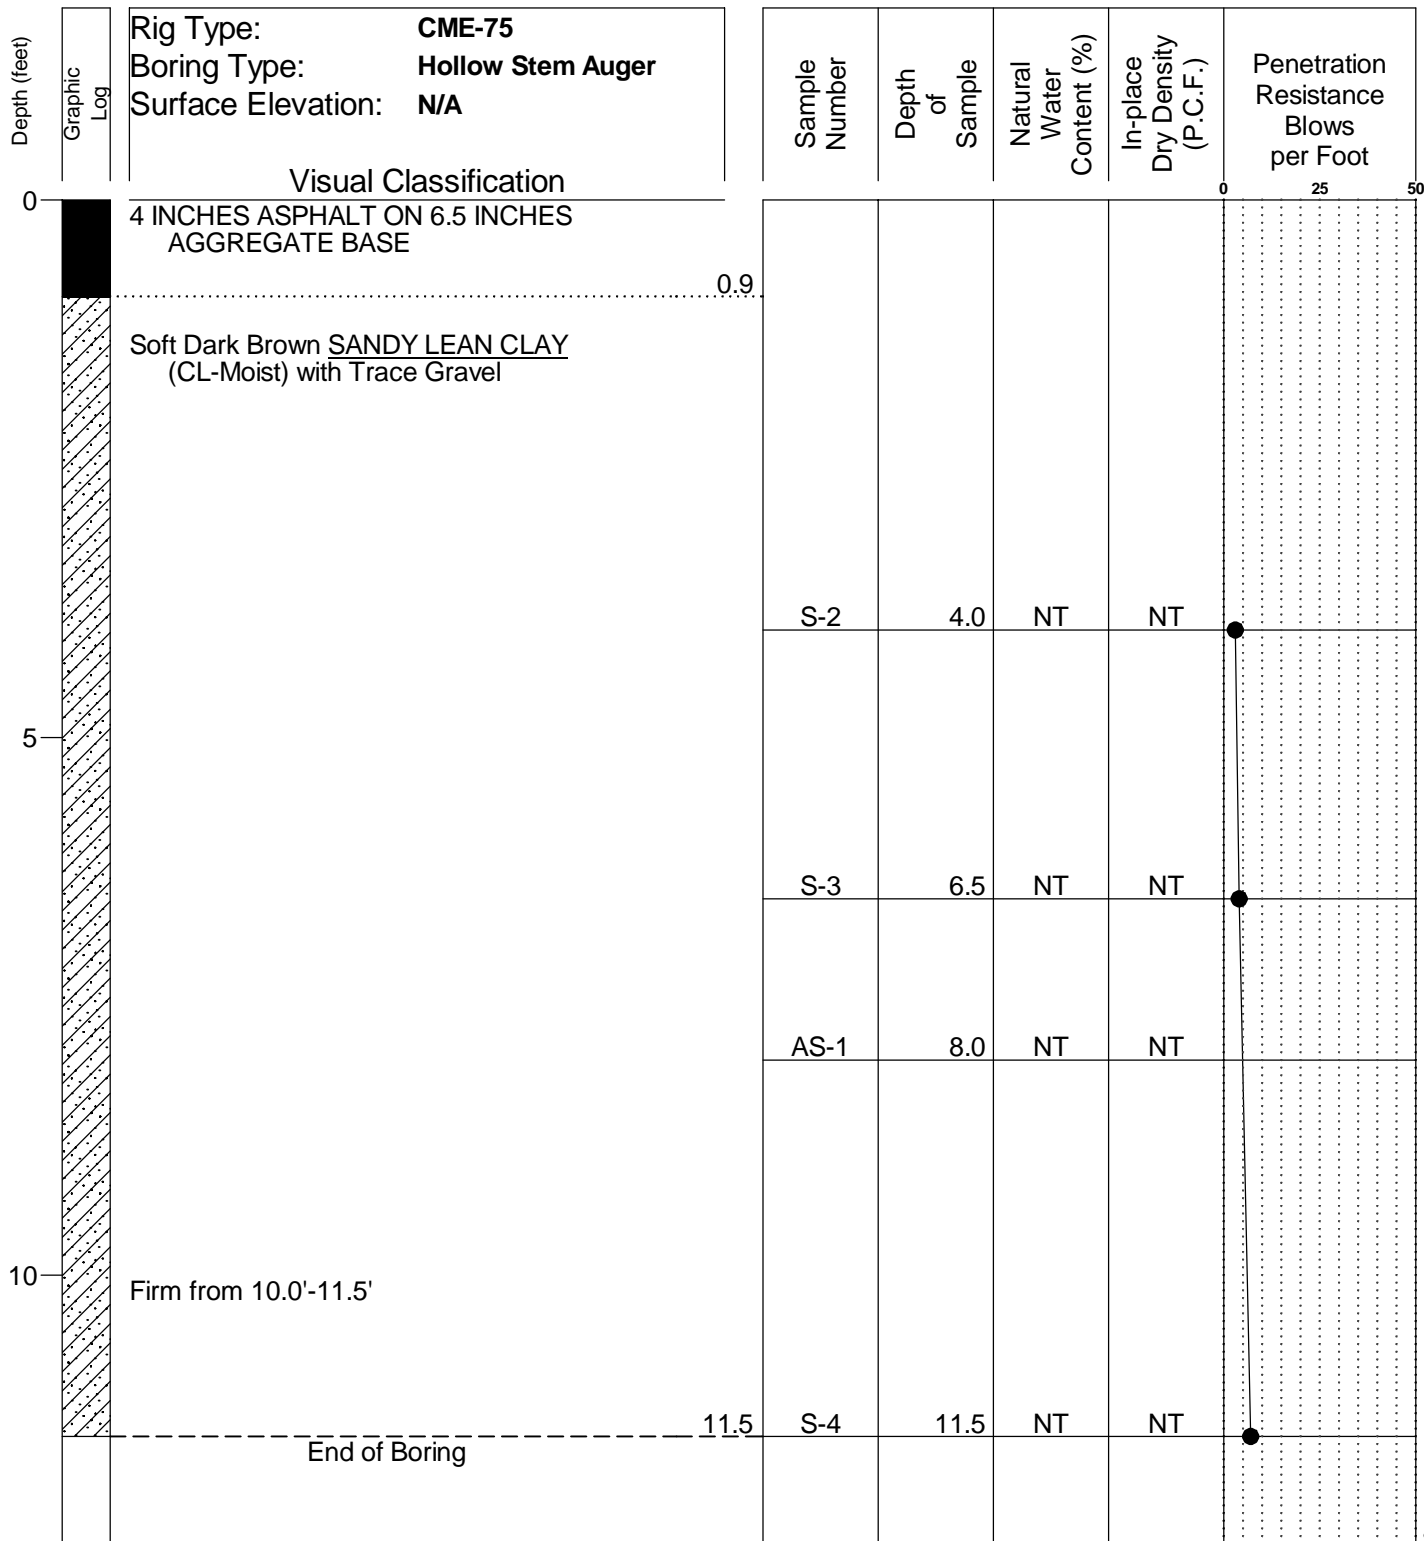 Depth (feet)
Graphic
Log
Rig Type: CME-75
Boring Type: Hollow Stem Auger
Surface Elevation: N/A
Visual Classification
Sample
Number
Depth
of
Sample
Natural
Water
Content (%)
In-place
Dry Density
(P.C.F.)
Penetration
Resistance
Blows
per Foot
0 25 50
0
4 INCHES ASPHALT ON 6.5 INCHES
AGGREGATE BASE
0.9
Soft Dark Brown SANDY LEAN CLAY
(CL-Moist) with Trace Gravel
S-2 4.0 NT NT
5
S-3 6.5 NT NT
AS-1 8.0 NT NT
10
Firm from 10.0'-11.5'
11.5 S-4 11.5 NT NT
End of Boring